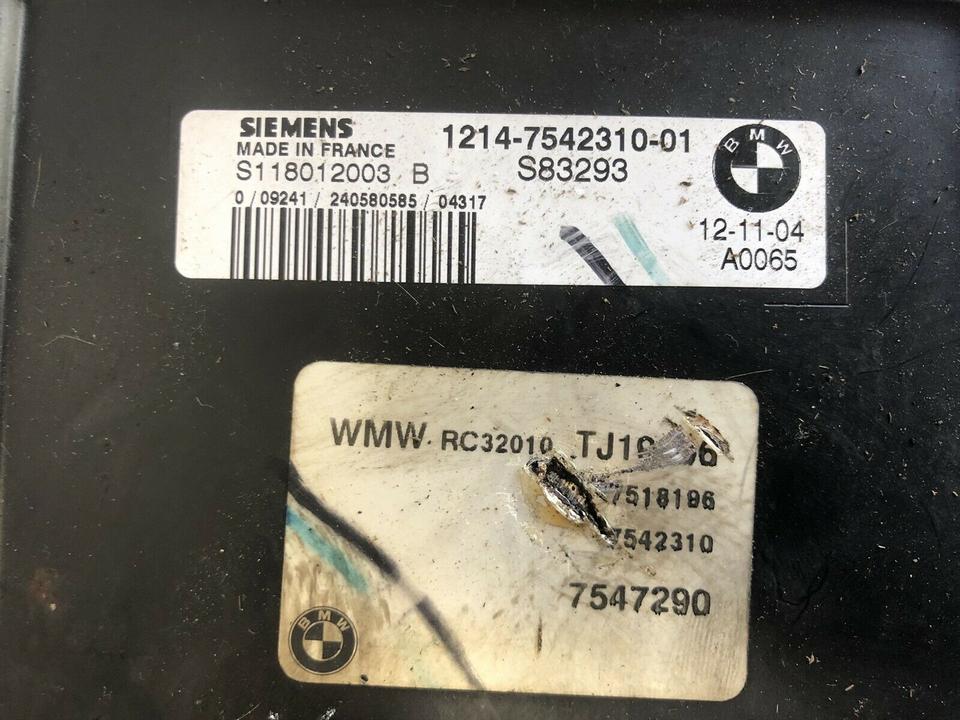 SIEMENS
MADE IN FRANCE
S118012003 B
1214-7542310-01
S83293
BMW
0 / 09241 / 240580585 / 04317
12-11-04
A0065
WMW RC32010
7518196
7542310
7547290
BMW